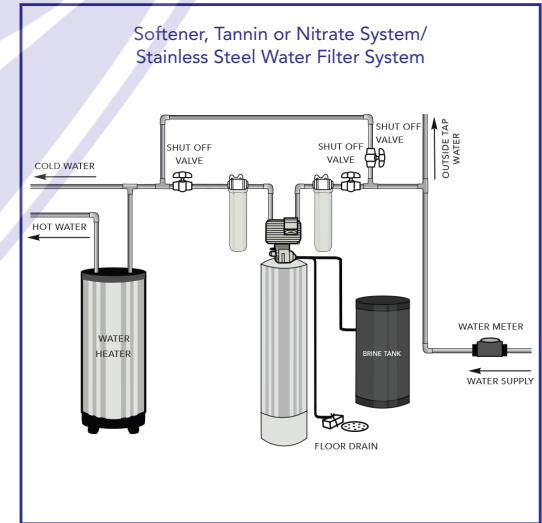 Softener, Tannin or Nitrate System/
Stainless Steel Water Filter System
SHUT OFF
VALVE
SHUT OFF
VALVE
SHUT OFF
VALVE
OUTSIDE TAP
WATER
COLD WATER
HOT WATER
WATER
HEATER
BRINE TANK
WATER METER
WATER SUPPLY
FLOOR DRAIN